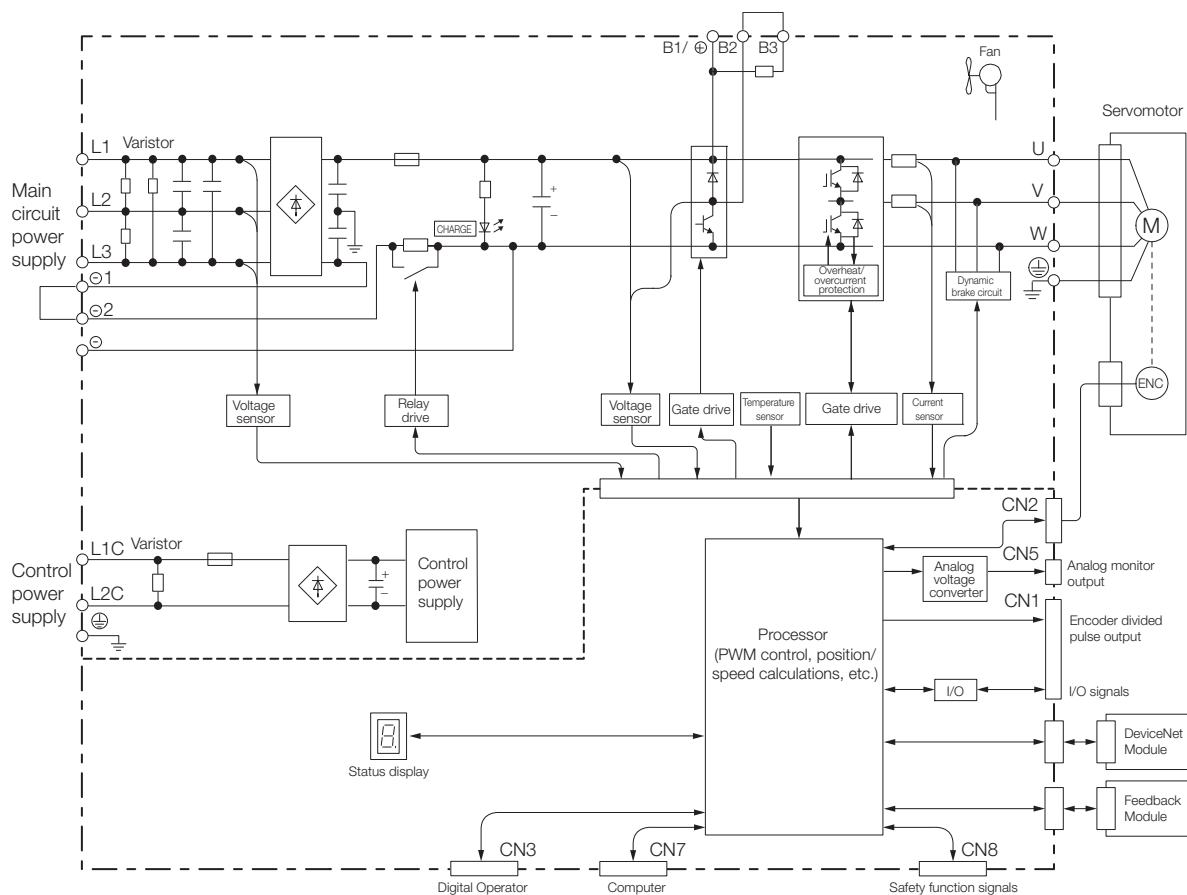 B1/ ⊕ B2 B3
Fan
Servomotor
L1 Varistor
U
Main
circuit
power
supply
L2
V
L3
W
M
⊖ 1
⊖ 2
⊖
CHARGE
+
−
Overheat/
overcurrent
protection
Dynamic
brake circuit
ENC
Voltage
sensor
Relay
drive
Voltage
sensor
Gate drive
Temperature
sensor
Gate drive
Current
sensor
CN2
L1C Varistor
Control
power
supply
L2C
+
−
Control
power
supply
CN5
Analog
voltage
converter
Analog monitor
output
CN1
Processor
(PWM control, position/
speed calculations, etc.)
Encoder divided
pulse output
I/O
I/O signals
8.
Status display
DeviceNet
Module
Feedback
Module
CN3
CN7
CN8
Digital Operator
Computer
Safety function signals